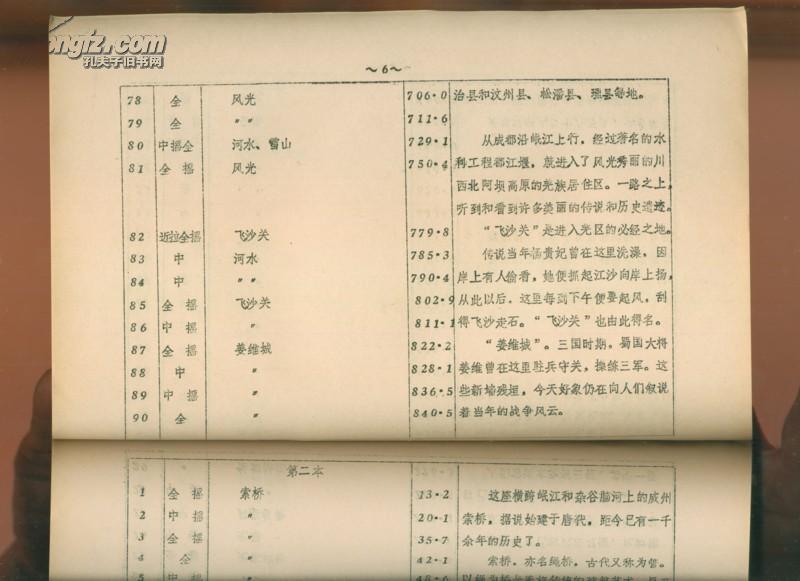 ongfz.com
孔夫子旧书网
～6～
78 全 风光 706·0 治县和汶川县、松潘县、理县等地。
79 全 〃〃 711·6
80 中摇全 河水、雪山 729·1 从成都沿岷江上行，经过著名的水
81 全 摇 风光 750·4 利工程都江堰，就进入了风光秀丽的川
西北阿坝高原的羌族居住区。一路之上，
听到和看到许多美丽的传说和历史遗迹。
82 近拉全摇 飞沙关 779·8 “飞沙关”是进入羌区的必经之地。
83 中 河水 785·3 传说当年杨贵妃曾在这里洗澡，因
84 中 〃〃 790·4 岸上有人偷看，她便抓起江沙向岸上扬，
85 全 摇 飞沙关 802·9 从此以后，这里每到下午便要起风，刮
86 中 摇 〃 811·1 得飞沙走石。“飞沙关”也由此得名。
87 全 摇 姜维城 822·2 “姜维城”。三国时期，蜀国大将
88 中 〃 828·1 姜维曾在这里驻兵守关，操练三军。这
89 中 摇 〃 836·5 些断墙残垣，今天好象仍在向人们叙说
90 全 〃 840·5 着当年的战争风云。
第二本
1 全 摇 索桥 13·2 这座横跨岷江和杂谷脑河上的威州
2 中 摇 〃 20·1 索桥，据说始建于唐代，距今已有一千
3 全 摇 〃 35·7 余年的历史了。
4 全 〃 42·1 索桥，亦名绳桥，古代又称为笮。
5 中 摇 〃 48·6